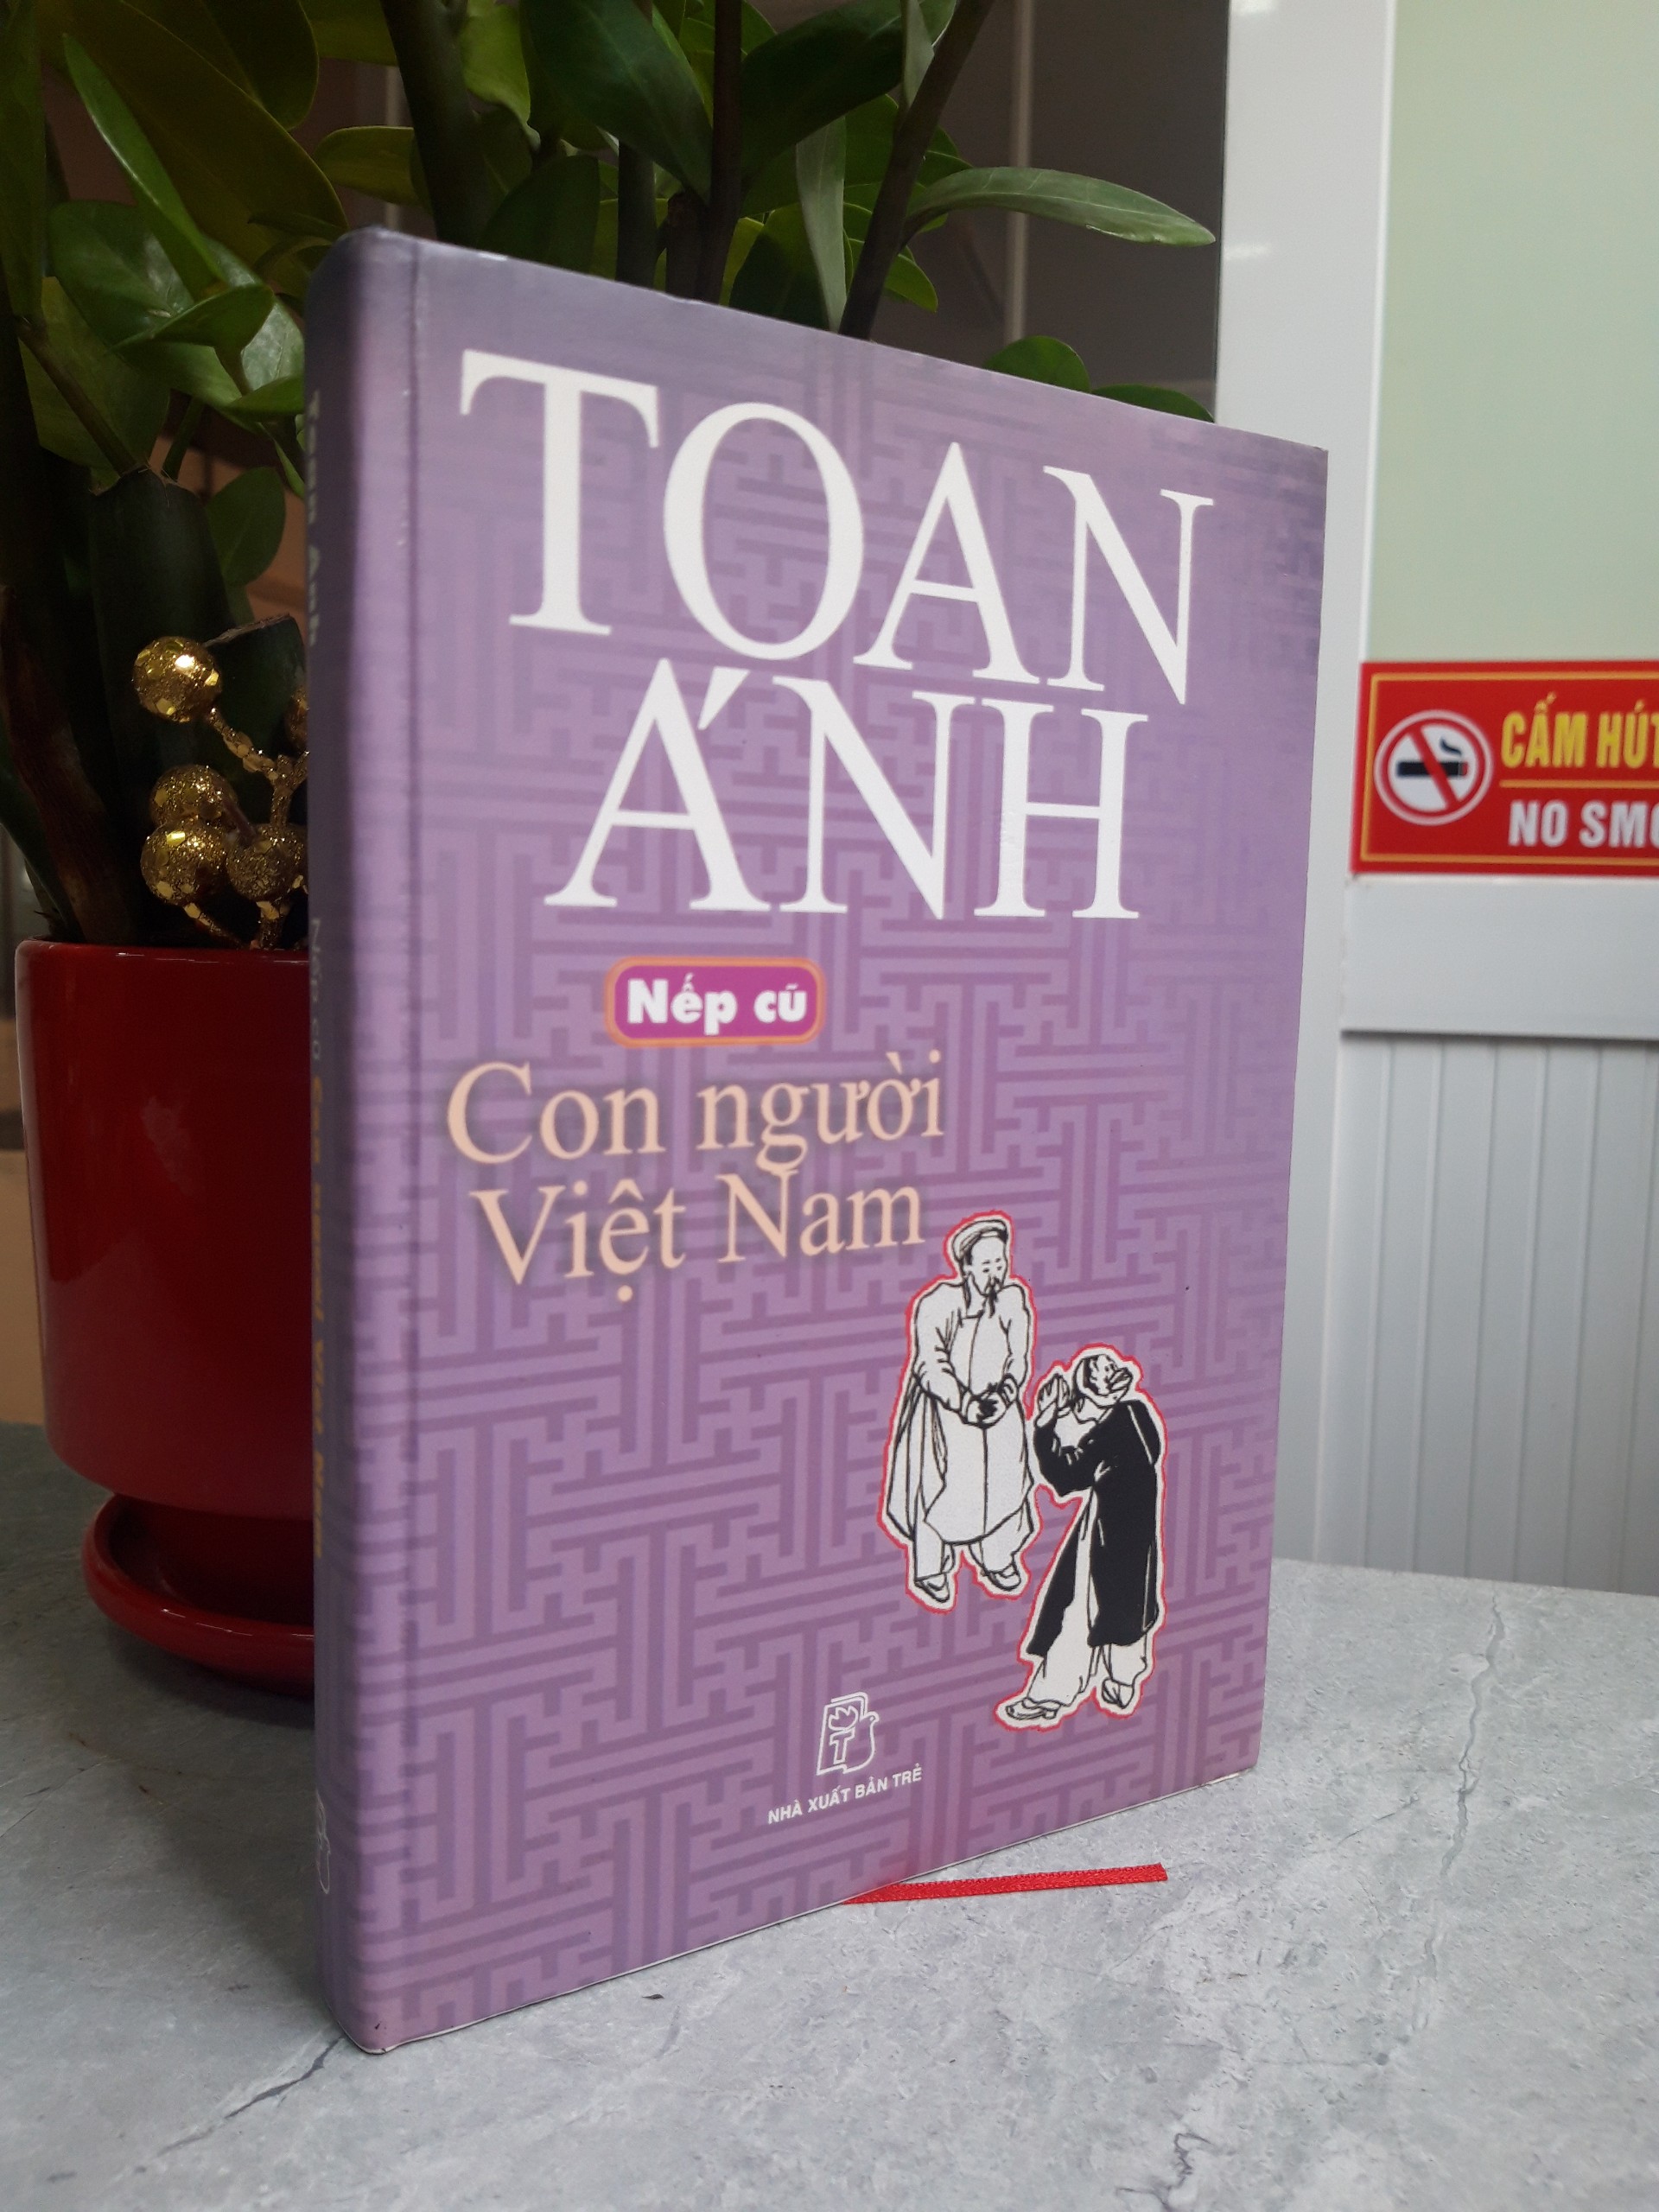 TOAN
ÁNH
Nếp cũ
Con người
Việt Nam
NHÀ XUẤT BẢN TRẺ
CẤM HÚT
NO SMO